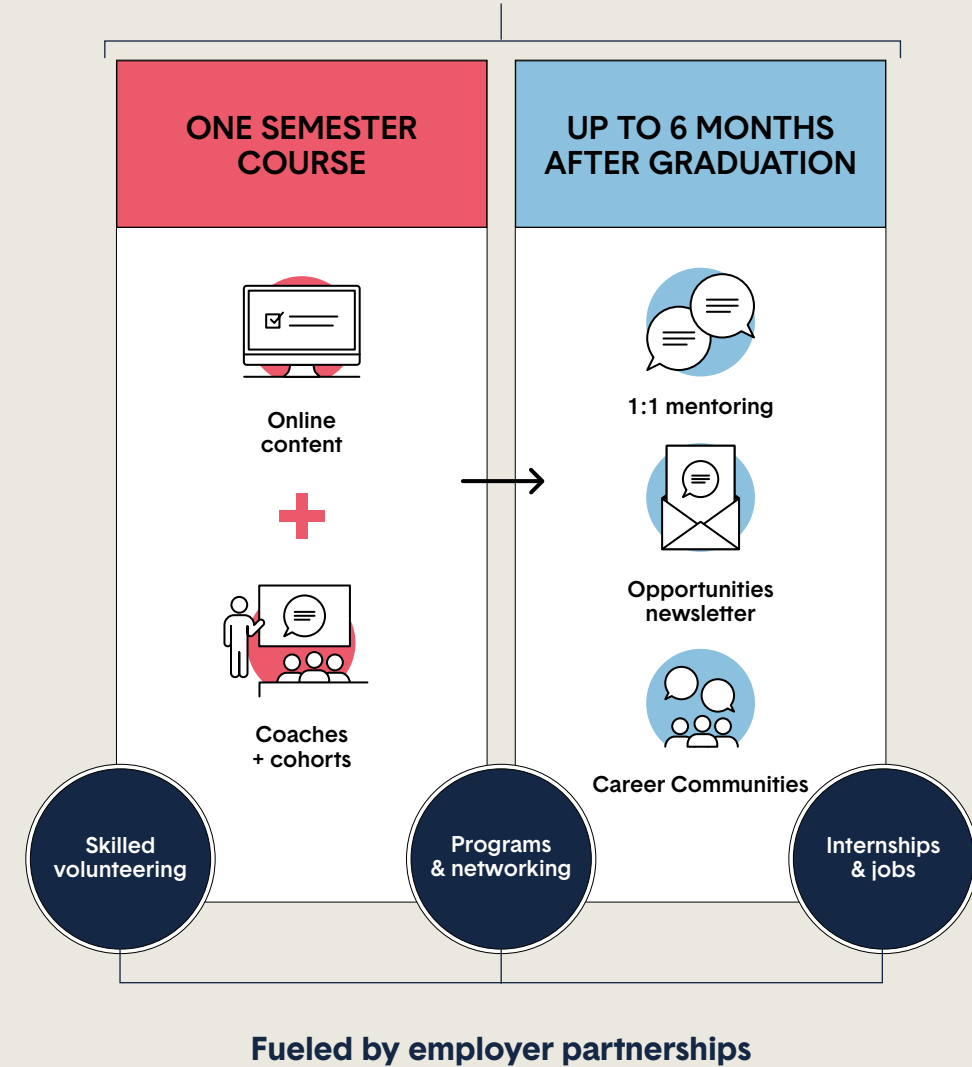 ONE SEMESTER
COURSE
Online
content
Coaches
+ cohorts
UP TO 6 MONTHS
AFTER GRADUATION
1:1 mentoring
Opportunities
newsletter
Career Communities
Skilled
volunteering
Programs
& networking
Internships
& jobs
Fueled by employer partnerships